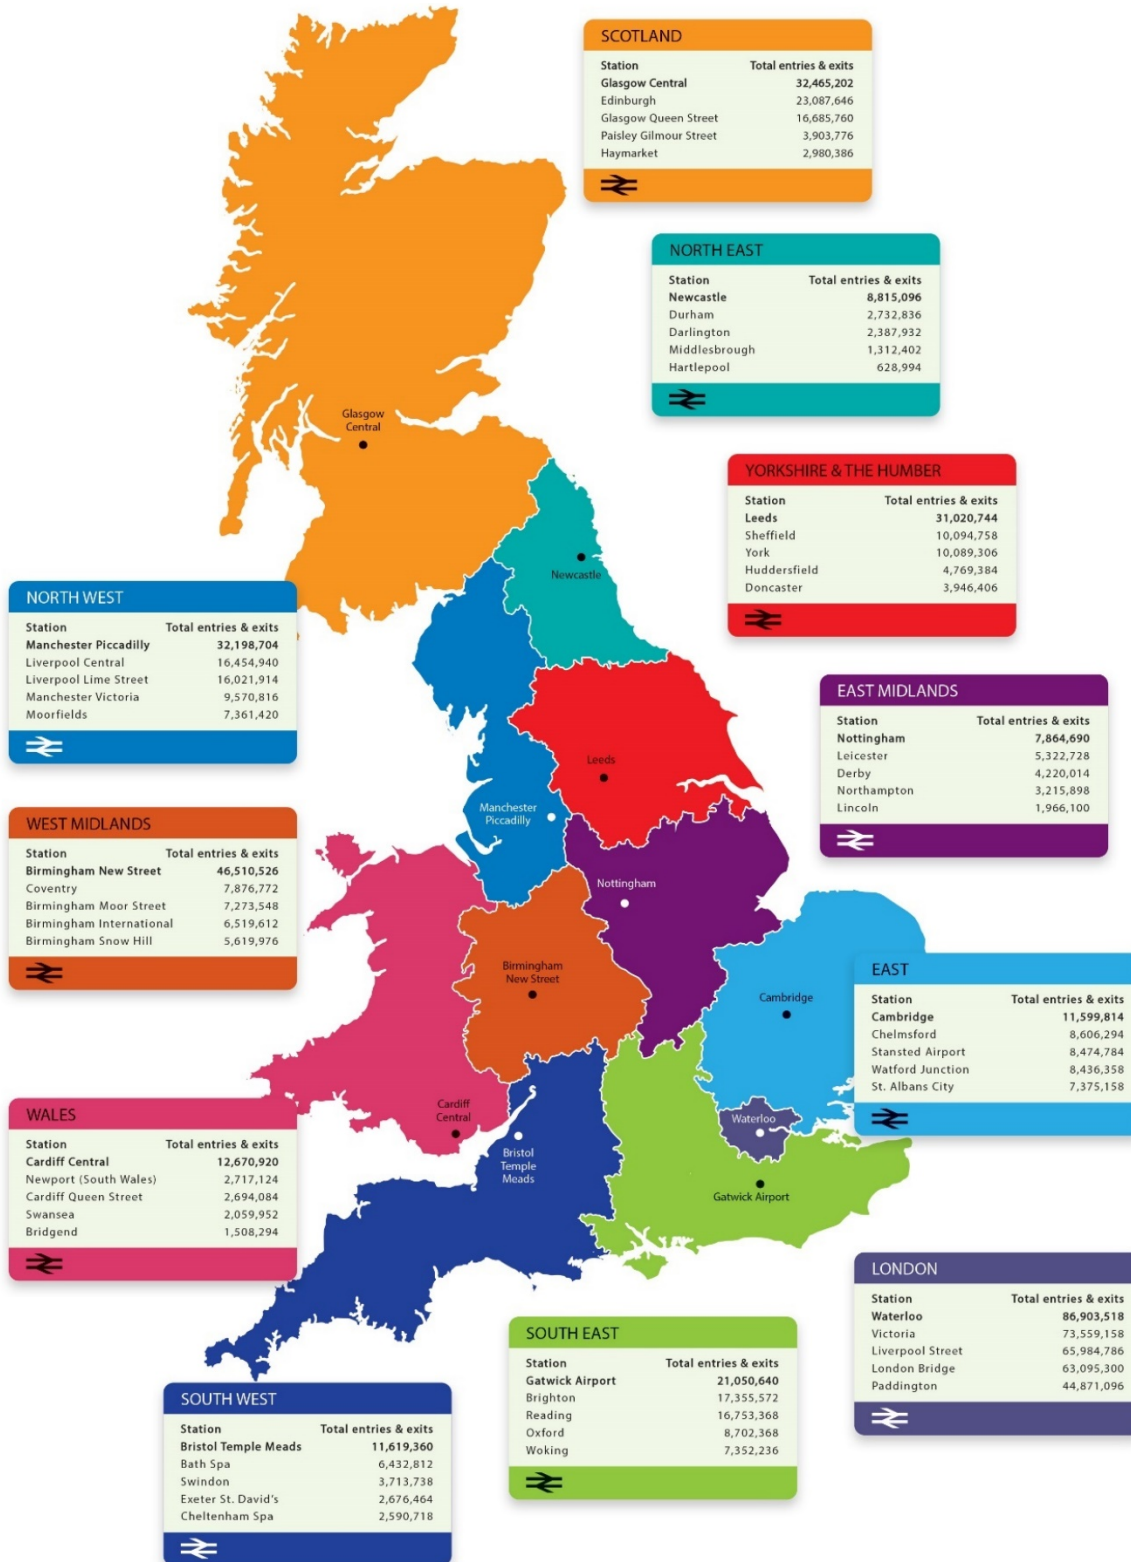 SCOTLAND
Station Total entries & exits
Glasgow Central 32,465,202
Edinburgh 23,087,646
Glasgow Queen Street 16,685,760
Paisley Gilmour Street 3,903,776
Haymarket 2,980,386
NORTH EAST
Station Total entries & exits
Newcastle 8,815,096
Durham 2,732,836
Darlington 2,387,932
Middlesbrough 1,312,402
Hartlepool 628,994
Glasgow
Central
YORKSHIRE & THE HUMBER
Station Total entries & exits
Leeds 31,020,744
Sheffield 10,094,758
York 10,089,306
Huddersfield 4,769,384
Doncaster 3,946,406
Newcastle
NORTH WEST
Station Total entries & exits
Manchester Piccadilly 32,198,704
Liverpool Central 16,454,940
Liverpool Lime Street 16,021,914
Manchester Victoria 9,570,816
Moorfields 7,361,420
EAST MIDLANDS
Station Total entries & exits
Nottingham 7,864,690
Leicester 5,322,728
Derby 4,220,014
Northampton 3,215,898
Lincoln 1,966,100
Leeds
Manchester
Piccadilly
WEST MIDLANDS
Station Total entries & exits
Birmingham New Street 46,510,526
Coventry 7,876,772
Birmingham Moor Street 7,273,548
Birmingham International 6,519,612
Birmingham Snow Hill 5,619,976
Nottingham
Birmingham
New Street
Cambridge
EAST
Station Total entries & exits
Cambridge 11,599,814
Chelmsford 8,606,294
Stansted Airport 8,474,784
Watford Junction 8,436,358
St. Albans City 7,375,158
WALES
Station Total entries & exits
Cardiff Central 12,670,920
Newport (South Wales) 2,717,124
Cardiff Queen Street 2,694,084
Swansea 2,059,952
Bridgend 1,508,294
Cardiff
Central
Bristol
Temple
Meads
Waterloo
Gatwick Airport
LONDON
Station Total entries & exits
Waterloo 86,903,518
Victoria 73,559,158
Liverpool Street 65,984,786
London Bridge 63,095,300
Paddington 44,871,096
SOUTH EAST
Station Total entries & exits
Gatwick Airport 21,050,640
Brighton 17,355,572
Reading 16,753,368
Oxford 8,702,368
Woking 7,352,236
SOUTH WEST
Station Total entries & exits
Bristol Temple Meads 11,619,360
Bath Spa 6,432,812
Swindon 3,713,738
Exeter St. David's 2,676,464
Cheltenham Spa 2,590,718